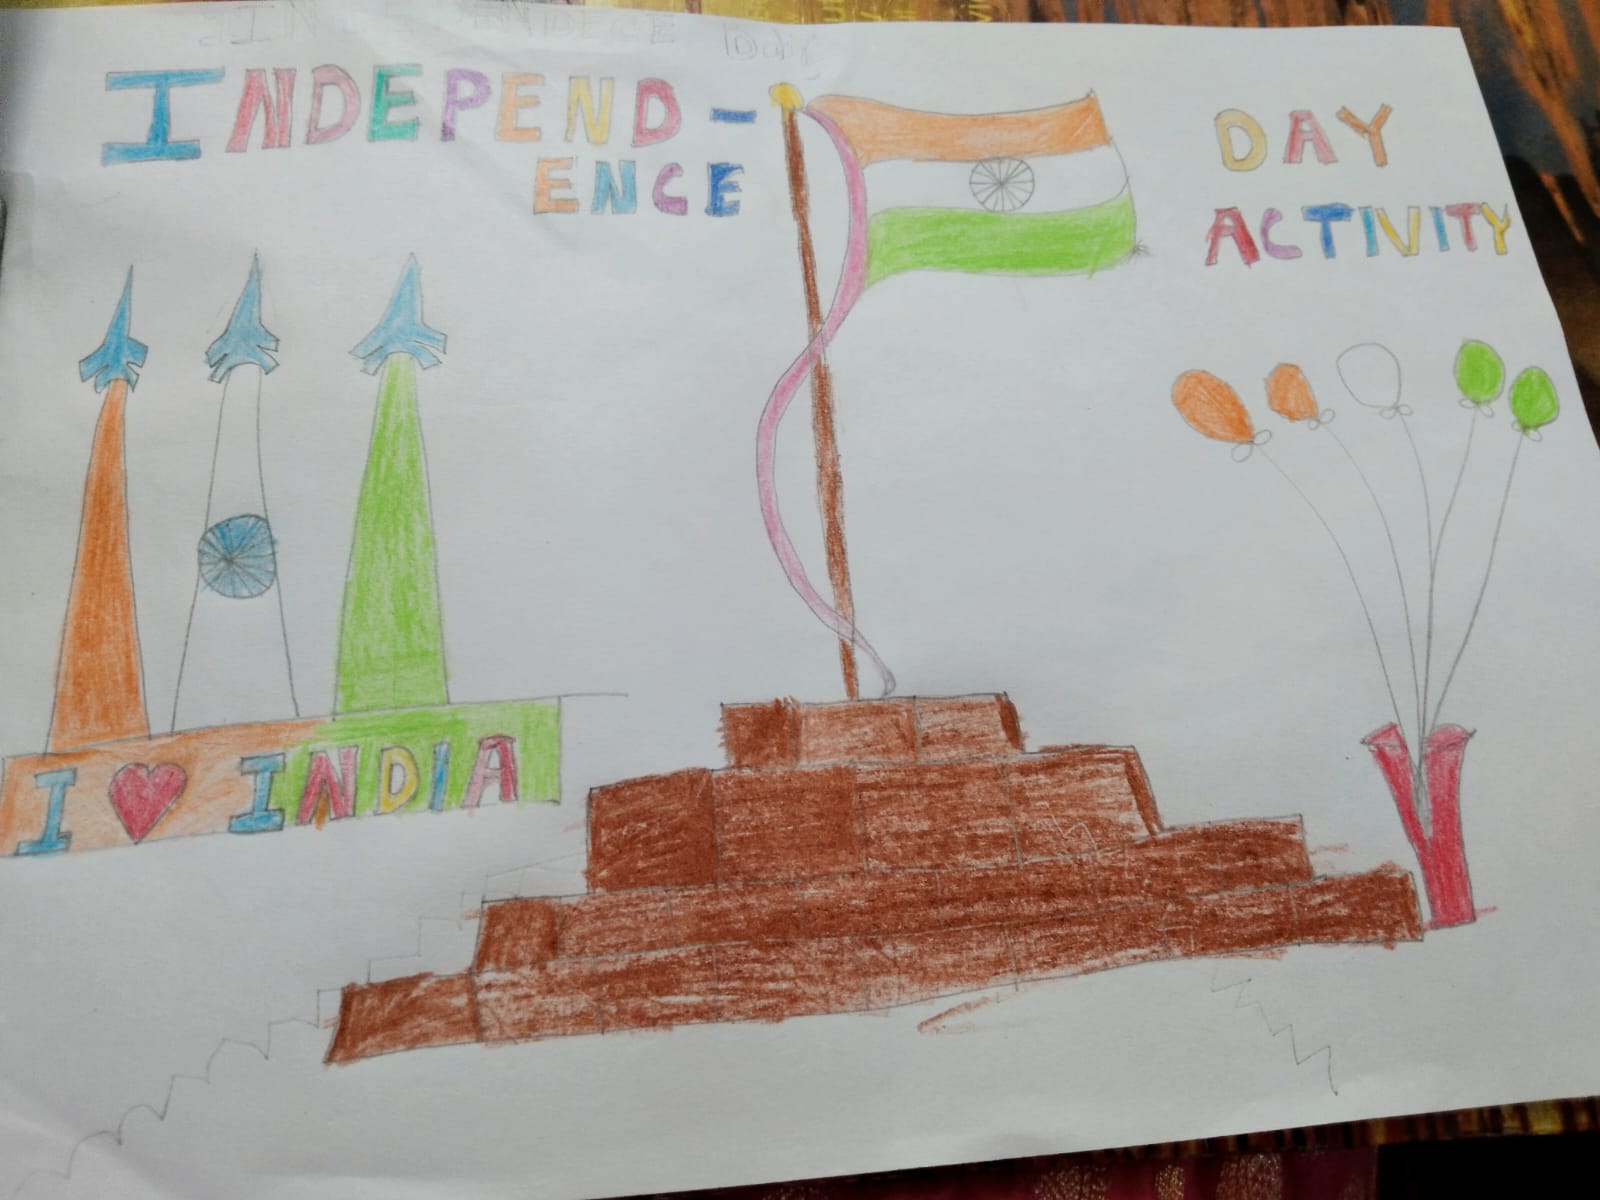 INDEPEND-
ENCE
DAY
ACTIVITY
I ❤ INDIA